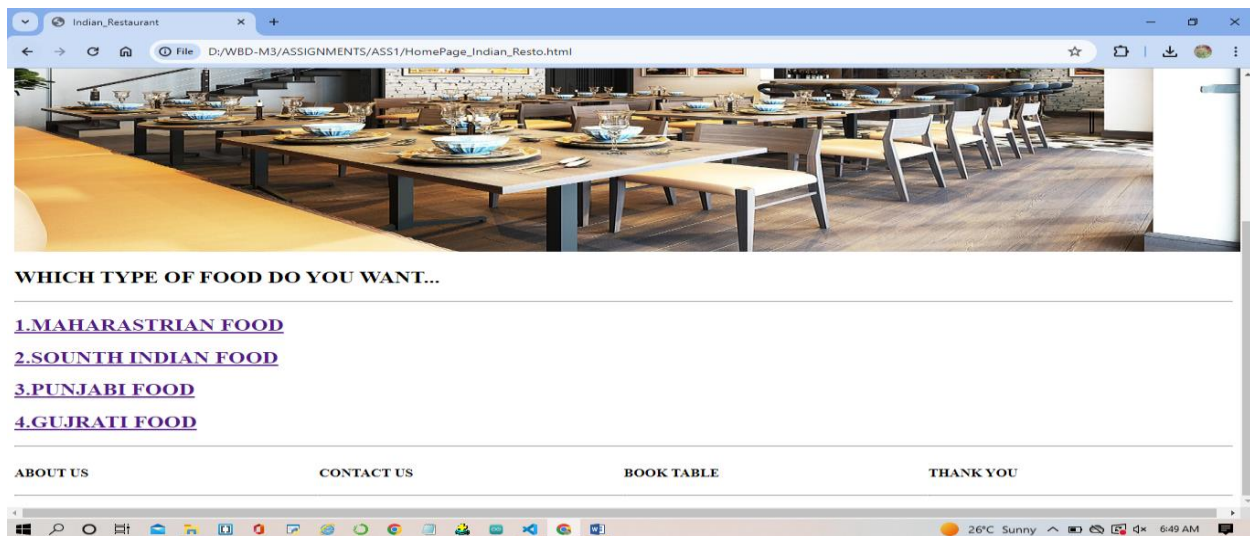 Indian_Restaurant
File D:/WBD-M3/ASSIGNMENTS/ASS1/HomePage_Indian_Resto.html
WHICH TYPE OF FOOD DO YOU WANT...
1.MAHARASTRIAN FOOD
2.SOUNTH INDIAN FOOD
3.PUNJABI FOOD
4.GUJRATI FOOD
ABOUT US CONTACT US BOOK TABLE THANK YOU
26°C Sunny 6:49 AM